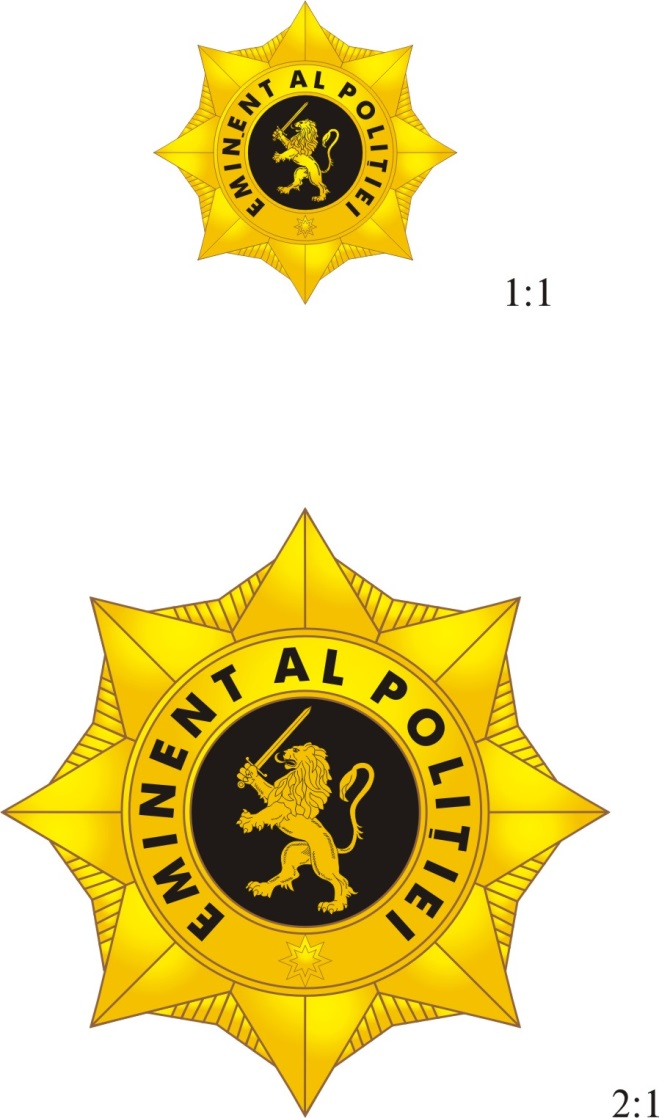 EMINENT AL POLIȚIEI
1:1
EMINENT AL POLIȚIEI
2:1